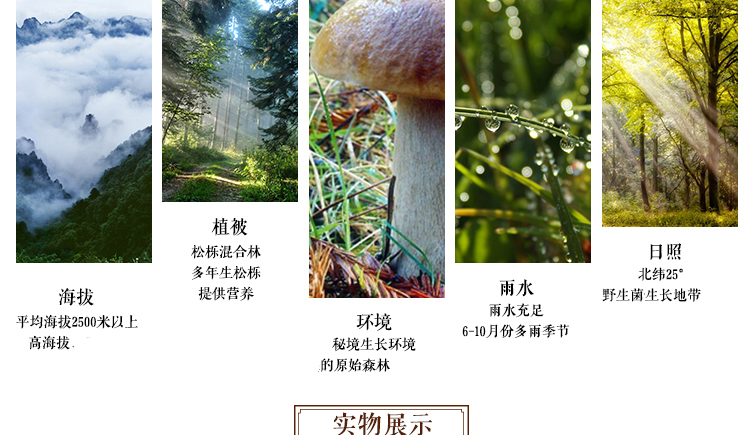 海拔
平均海拔2500米以上
高海拔
植被
松栎混合林
多年生松栎
提供营养
环境
秘境生长环境
的原始森林
雨水
雨水充足
6-10月份多雨季节
日照
北纬25°
野生菌生长地带
实物展示